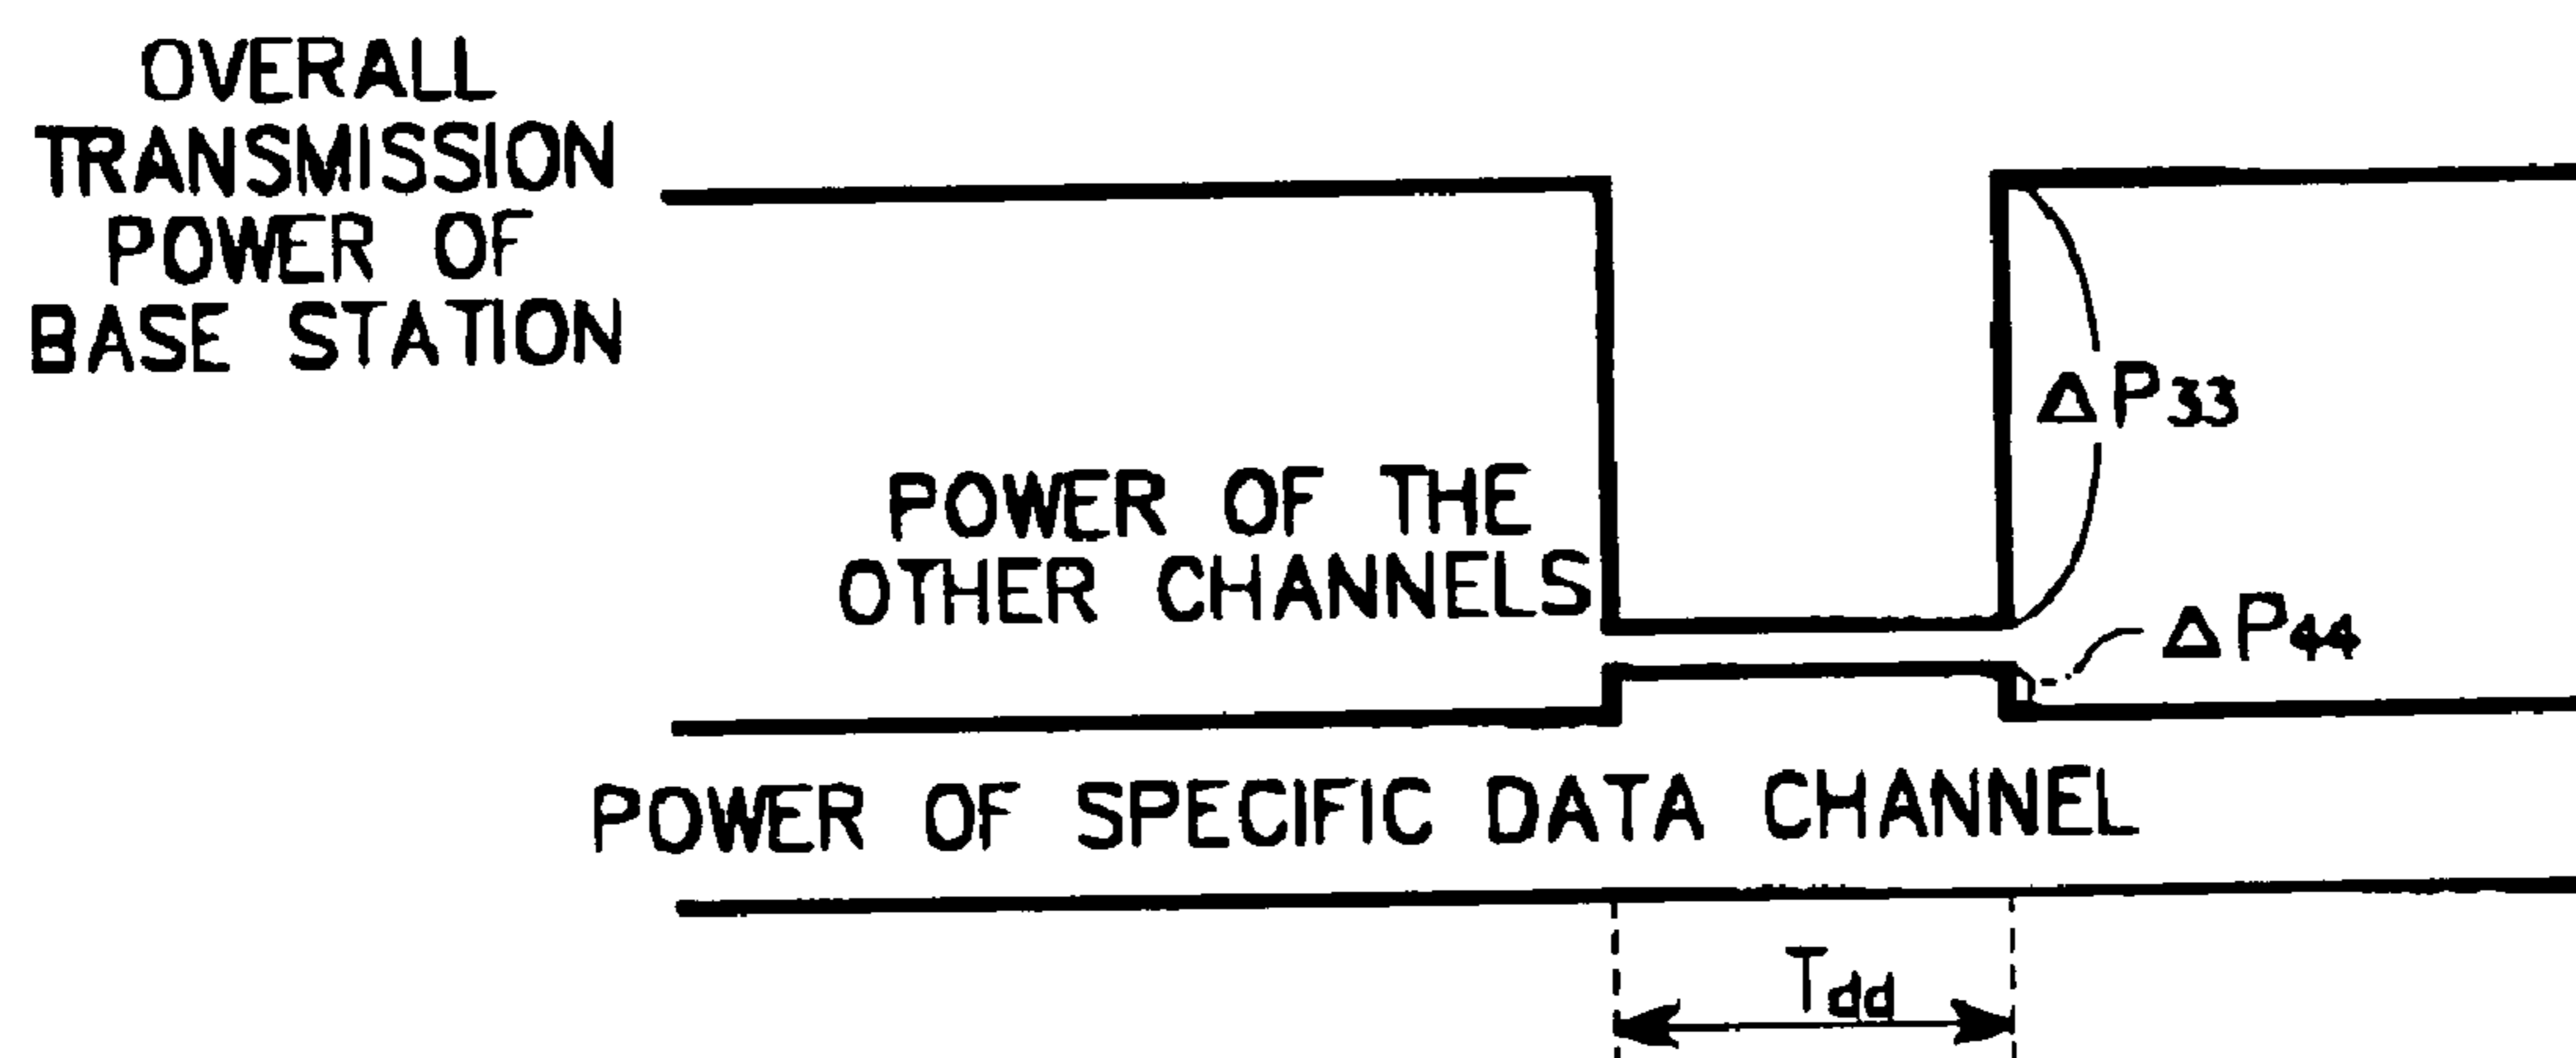 OVERALL
TRANSMISSION
POWER OF
BASE STATION
POWER OF THE
OTHER CHANNELS
ΔP33
ΔP44
POWER OF SPECIFIC DATA CHANNEL
Tdd